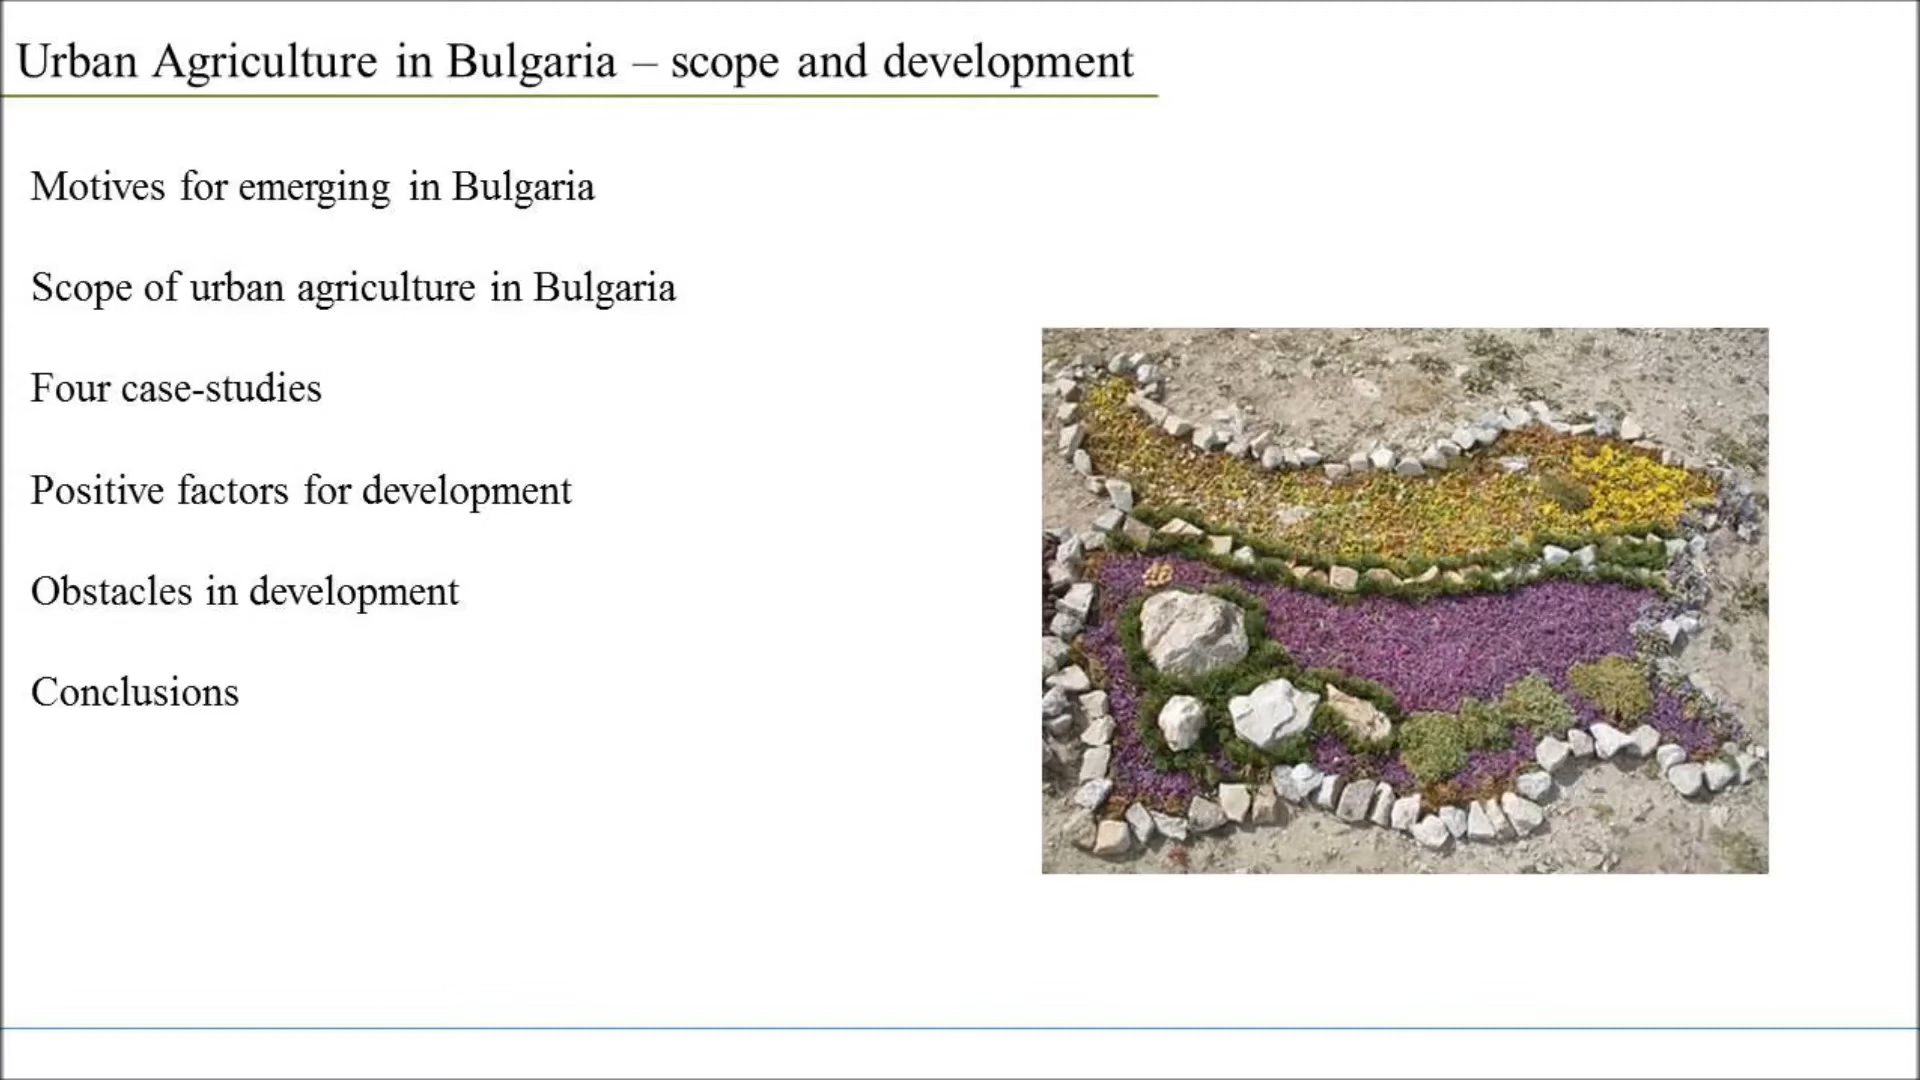 Urban Agriculture in Bulgaria – scope and development
Motives for emerging in Bulgaria
Scope of urban agriculture in Bulgaria
Four case-studies
Positive factors for development
Obstacles in development
Conclusions